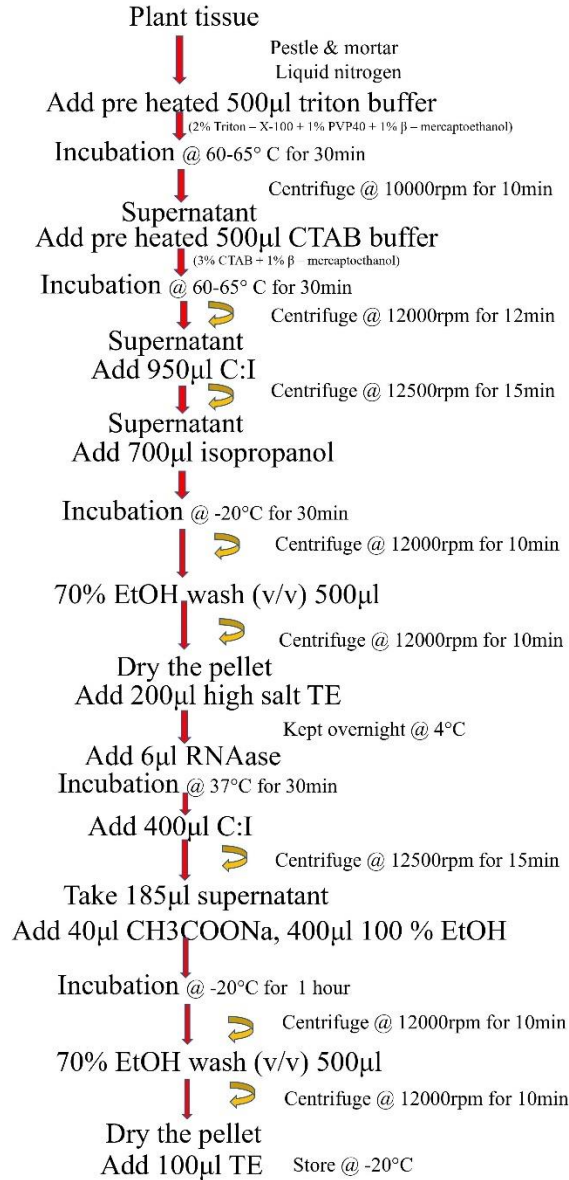 Plant tissue
Pestle & mortar
Liquid nitrogen
Add pre heated 500µl triton buffer
(2% Triton – X-100 + 1% PVP40 + 1% β – mercaptoethanol)
Incubation @ 60-65° C for 30min
Centrifuge @ 10000rpm for 10min
Supernatant
Add pre heated 500µl CTAB buffer
(3% CTAB + 1% β – mercaptoethanol)
Incubation @ 60-65° C for 30min
Centrifuge @ 12000rpm for 12min
Supernatant
Add 950µl C:I
Centrifuge @ 12500rpm for 15min
Supernatant
Add 700µl isopropanol
Incubation @ -20°C for 30min
Centrifuge @ 12000rpm for 10min
70% EtOH wash (v/v) 500µl
Centrifuge @ 12000rpm for 10min
Dry the pellet
Add 200µl high salt TE
Kept overnight @ 4°C
Add 6µl RNAase
Incubation @ 37°C for 30min
Add 400µl C:I
Centrifuge @ 12500rpm for 15min
Take 185µl supernatant
Add 40µl CH3COONa, 400µl 100 % EtOH
Incubation @ -20°C for 1 hour
Centrifuge @ 12000rpm for 10min
70% EtOH wash (v/v) 500µl
Centrifuge @ 12000rpm for 10min
Dry the pellet
Add 100µl TE Store @ -20°C